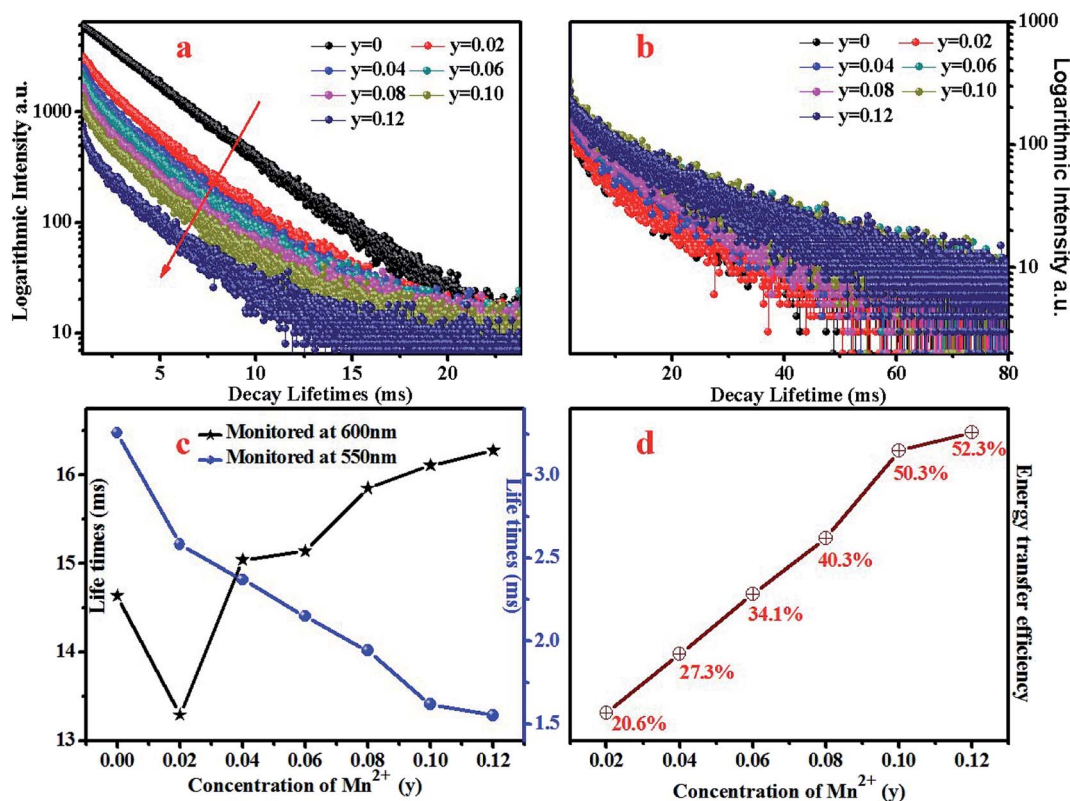 a
y=0 y=0.02
y=0.04 y=0.06
y=0.08 y=0.10
y=0.12
Logarithmic Intensity a.u.
1000
100
10
5 10 15 20
Decay Lifetimes (ms)
b
y=0 y=0.02
y=0.04 y=0.06
y=0.08 y=0.10
y=0.12
1000
100
10
Logarithmic Intensity a.u.
20 40 60 80
Decay Lifetime (ms)
c
Monitored at 600nm
Monitored at 550nm
Life times (ms)
16
15
14
13
3.0
2.5
2.0
1.5
Life times (ms)
0.00 0.02 0.04 0.06 0.08 0.10 0.12
Concentration of Mn²⁺ (y)
d
20.6%
27.3%
34.1%
40.3%
50.3%
52.3%
Energy transfer efficiency
0.02 0.04 0.06 0.08 0.10 0.12
Concentration of Mn²⁺ (y)